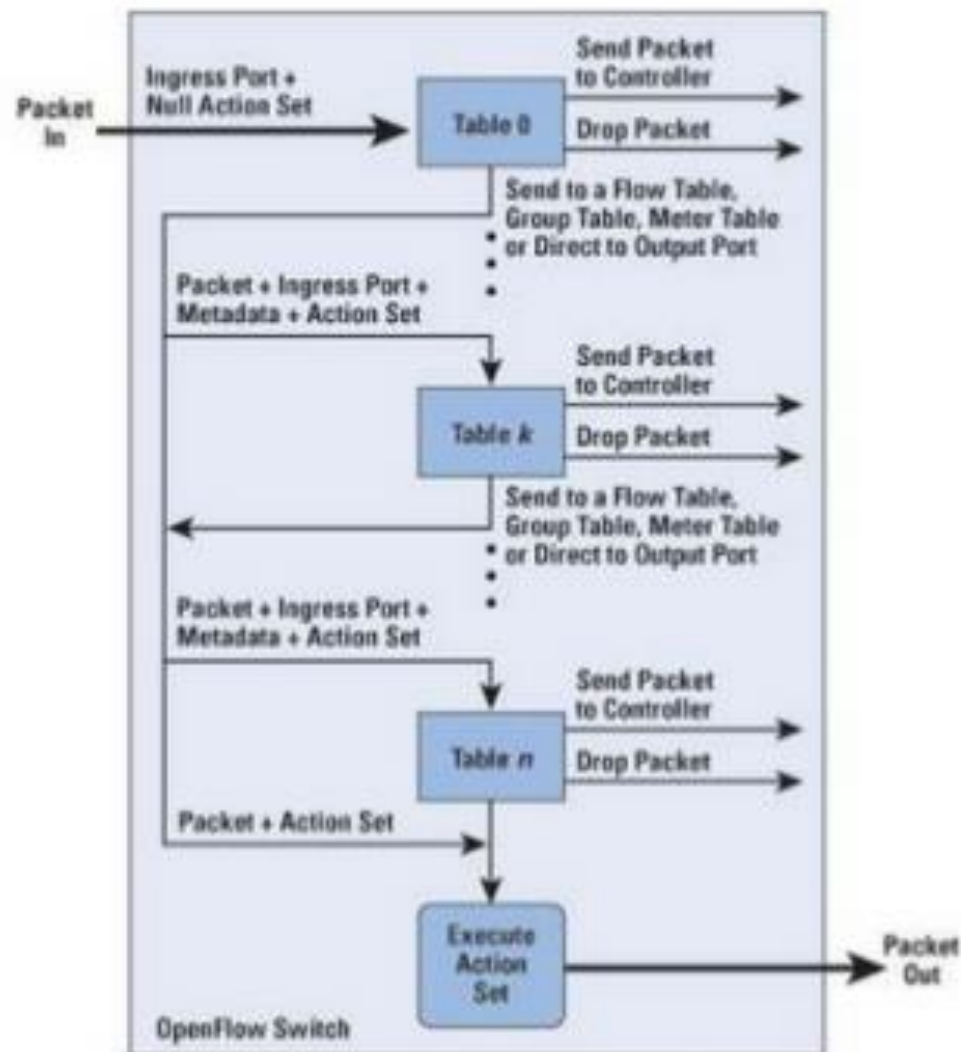 Packet
In
Ingress Port +
Null Action Set
Table 0
Send Packet
to Controller
Drop Packet
Send to a Flow Table,
Group Table, Meter Table
or Direct to Output Port
Packet + Ingress Port +
Metadata + Action Set
Table k
Send Packet
to Controller
Drop Packet
Send to a Flow Table,
Group Table, Meter Table
or Direct to Output Port
Packet + Ingress Port +
Metadata + Action Set
Table n
Send Packet
to Controller
Drop Packet
Packet + Action Set
Execute
Action
Set
Packet
Out
OpenFlow Switch